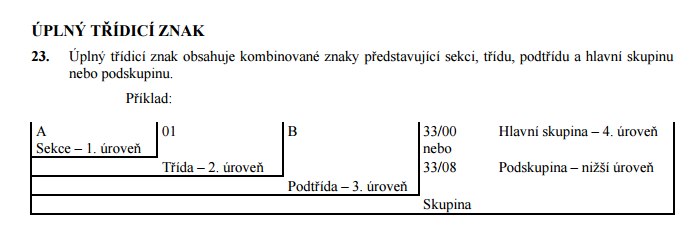 ÚPLNÝ TŘÍDICÍ ZNAK
23. Úplný třídicí znak obsahuje kombinované znaky představující sekci, třídu, podtřídu a hlavní skupinu
nebo podskupinu.
Příklad:
A 01 B 33/00 Hlavní skupina – 4. úroveň
Sekce – 1. úroveň nebo
Třída – 2. úroveň 33/08 Podskupina – nižší úroveň
Podtřída – 3. úroveň
Skupina